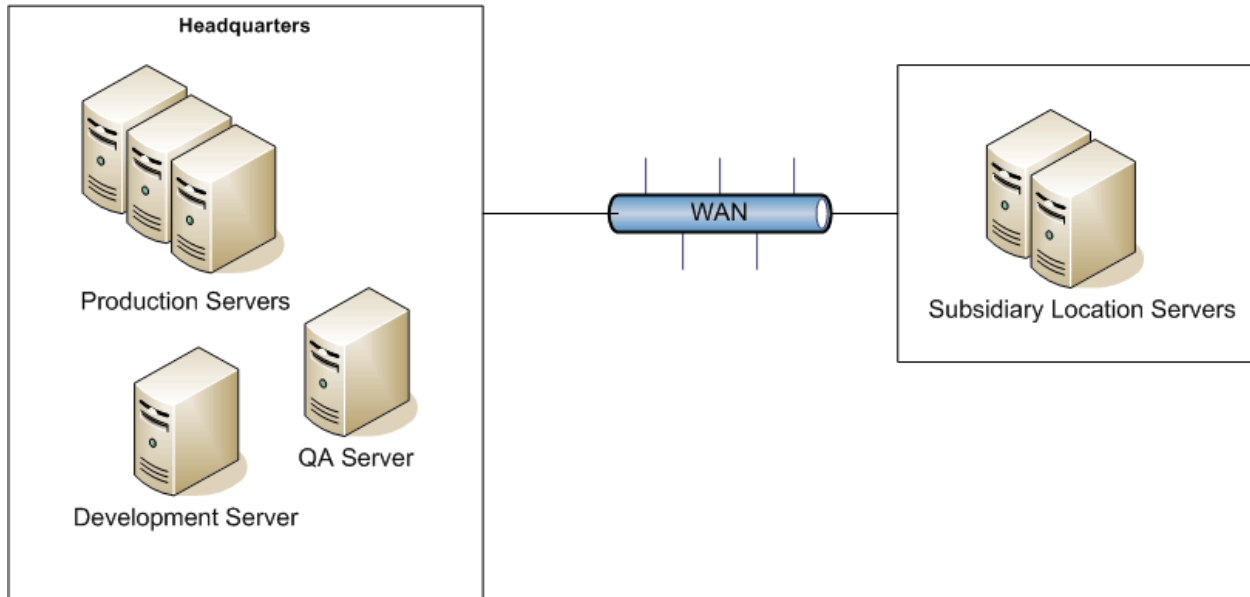 Headquarters
Production Servers
WAN
Subsidiary Location Servers
QA Server
Development Server